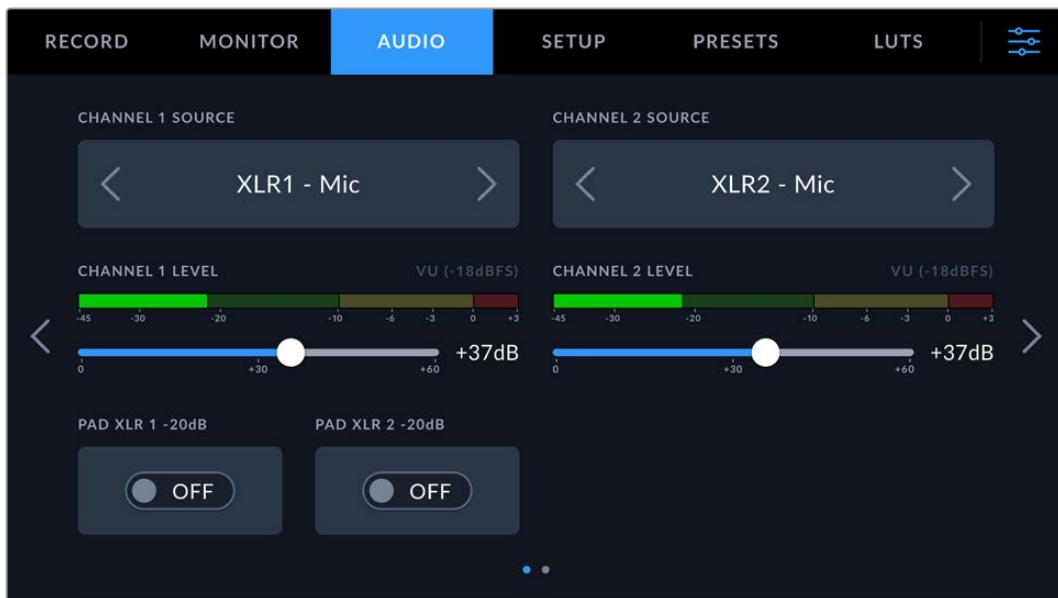 RECORD MONITOR AUDIO SETUP PRESETS LUTS
CHANNEL 1 SOURCE CHANNEL 2 SOURCE
XLR1 - Mic XLR2 - Mic
CHANNEL 1 LEVEL VU (-18dBFS) CHANNEL 2 LEVEL VU (-18dBFS)
-45 -30 -20 -10 -6 -3 0 +3 -45 -30 -20 -10 -6 -3 0 +3
+37dB +37dB
0 +30 +60 0 +30 +60
PAD XLR 1 -20dB PAD XLR 2 -20dB
OFF OFF